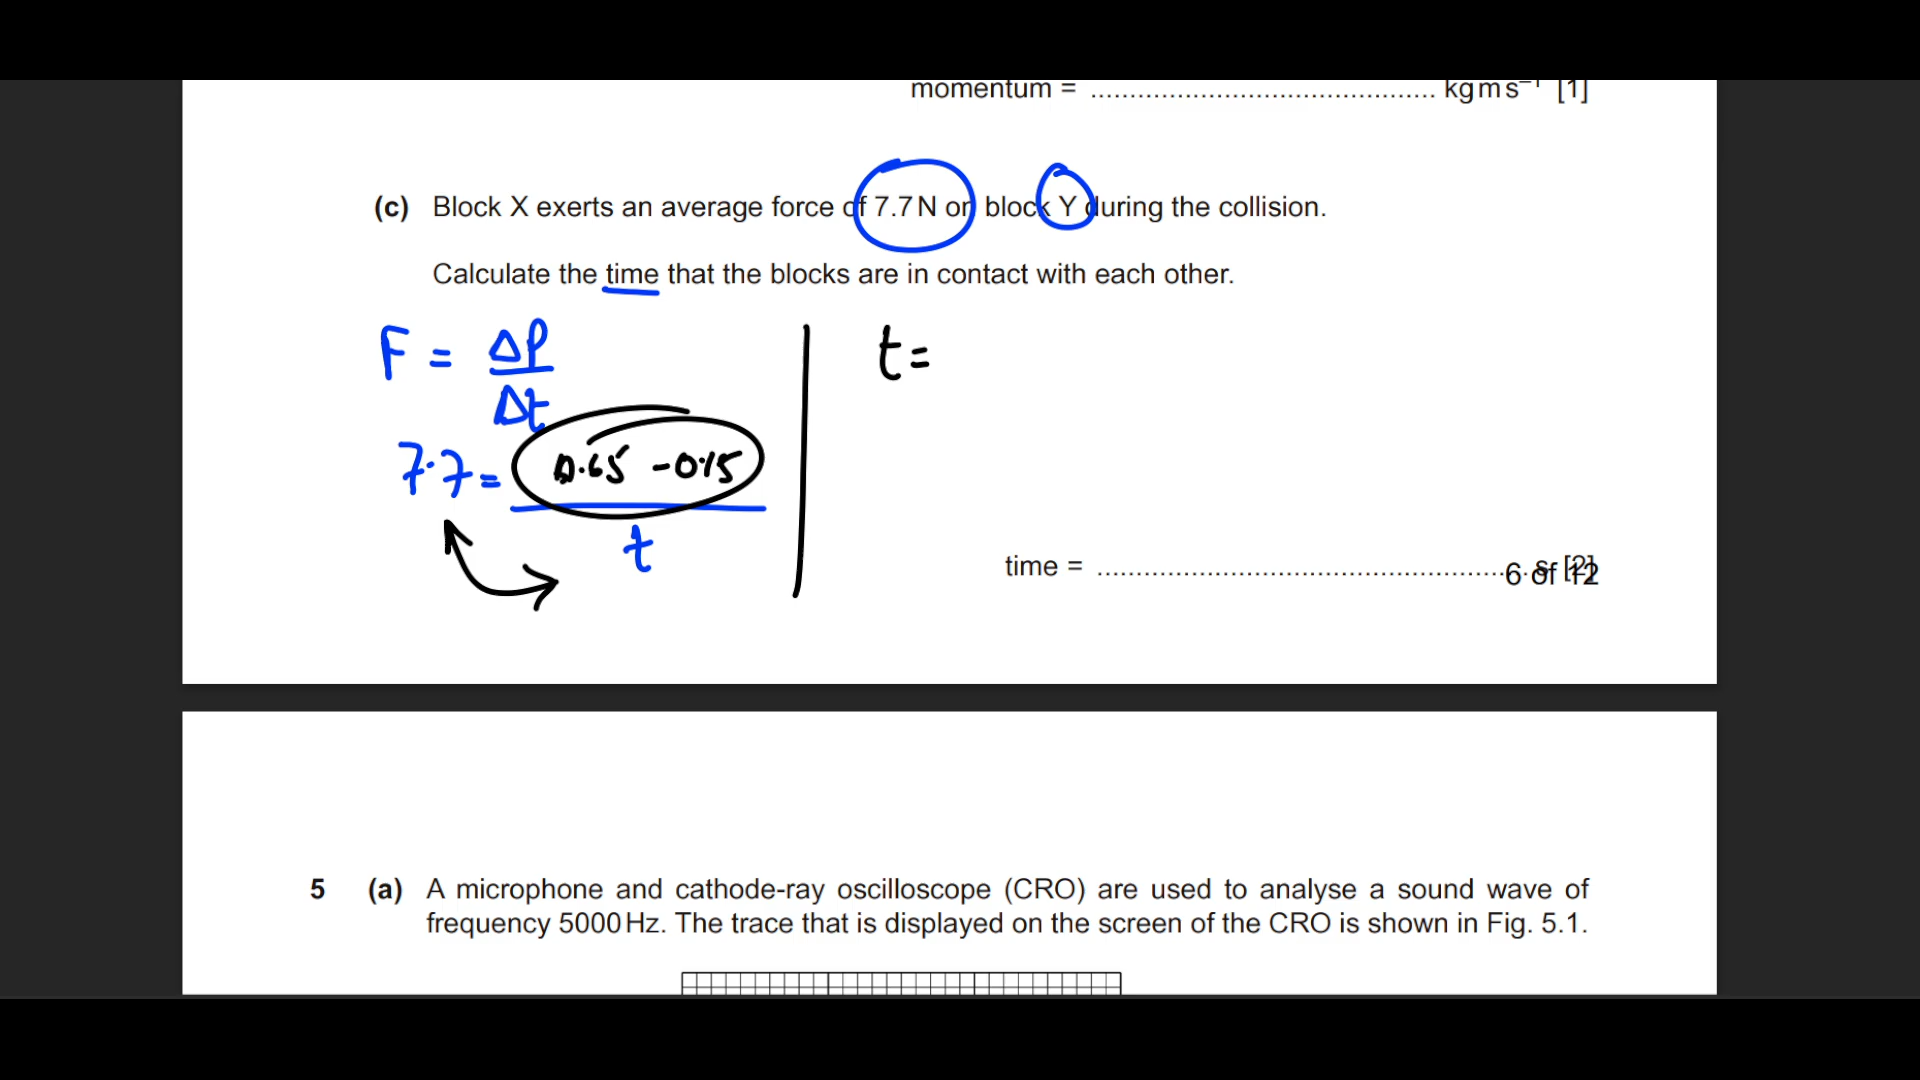 momentum = .......................................... kg m s⁻¹ [1]
(c) Block X exerts an average force of 7.7 N on block Y during the collision.
Calculate the time that the blocks are in contact with each other.
F = Δp / Δt
7.7 = 0.65 - 0.15 / t
t =
time = .................................................. s [2]
6 of 12
5 (a) A microphone and cathode-ray oscilloscope (CRO) are used to analyse a sound wave of
frequency 5000 Hz. The trace that is displayed on the screen of the CRO is shown in Fig. 5.1.